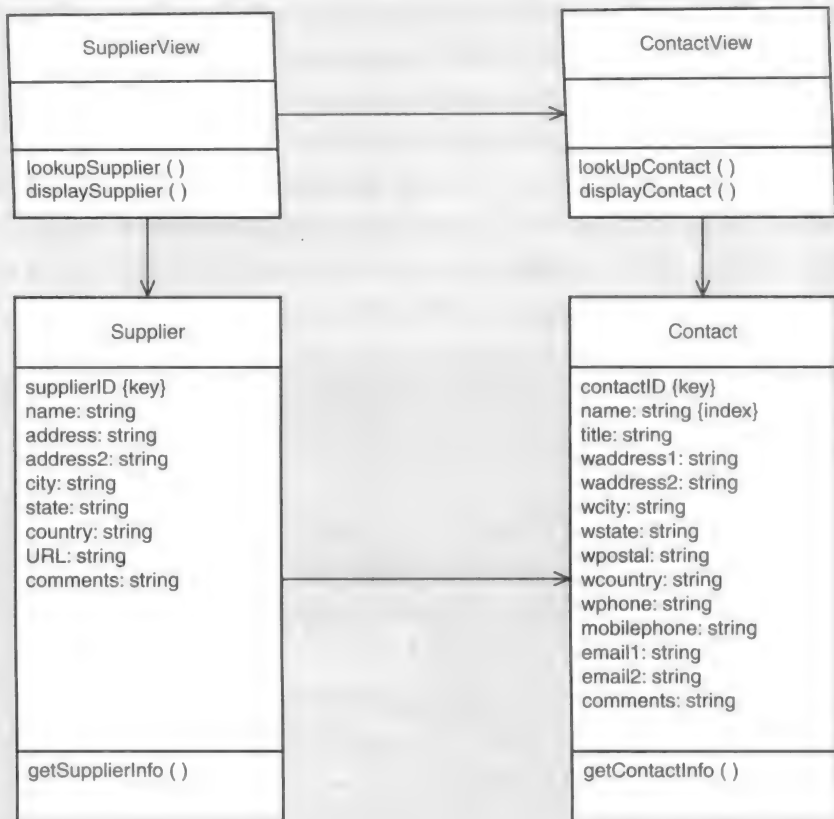 SupplierView
lookupSupplier ( )
displaySupplier ( )
ContactView
lookUpContact ( )
displayContact ( )
Supplier
supplierID {key}
name: string
address: string
address2: string
city: string
state: string
country: string
URL: string
comments: string
getSupplierInfo ( )
Contact
contactID {key}
name: string {index}
title: string
waddress1: string
waddress2: string
wcity: string
wstate: string
wpostal: string
wcountry: string
wphone: string
mobilephone: string
email1: string
email2: string
comments: string
getContactInfo ( )